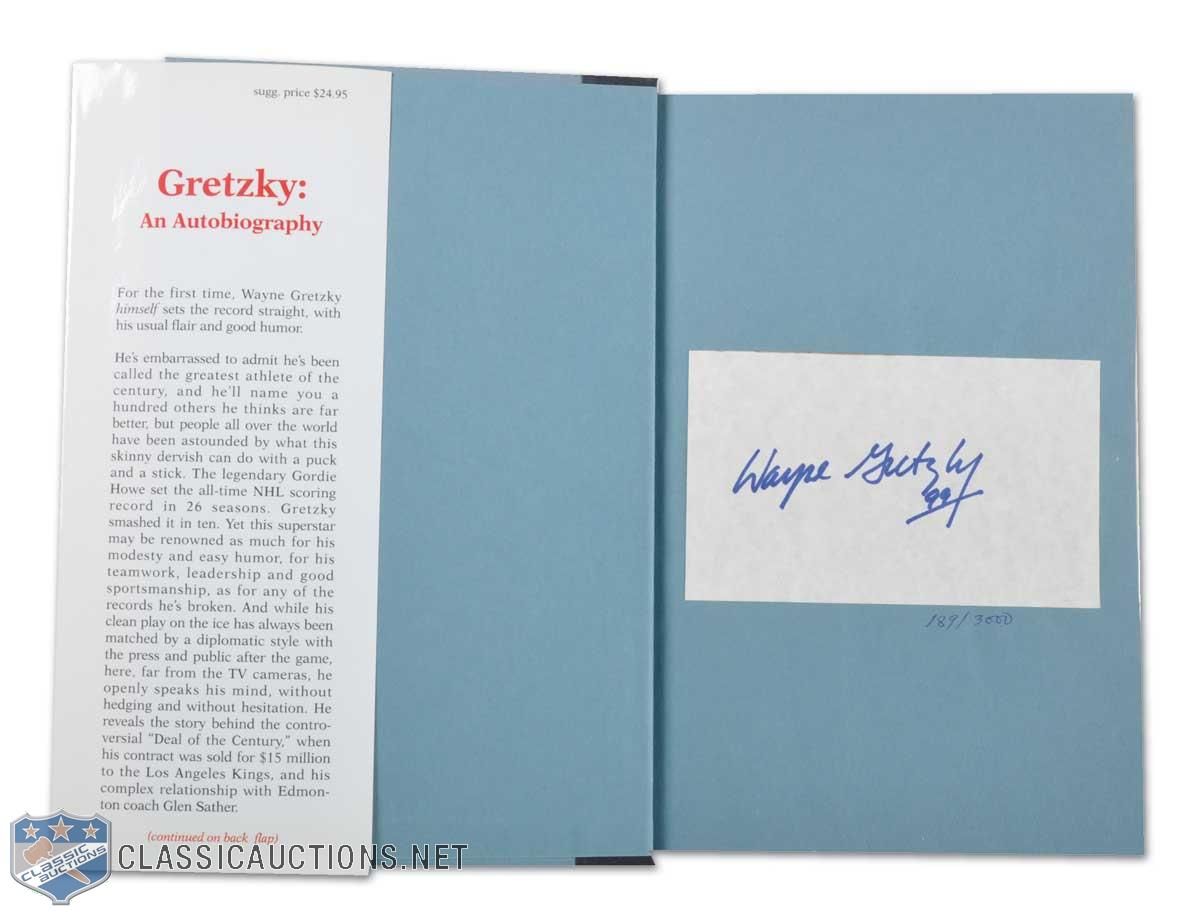 sugg. price $24.95
Gretzky:
An Autobiography
For the first time, Wayne Gretzky
himself sets the record straight, with
his usual flair and good humor.
He's embarrassed to admit he's been
called the greatest athlete of the
century, and he'll name you a
hundred others he thinks are far
better, but people all over the world
have been astounded by what this
skinny dervish can do with a puck
and a stick. The legendary Gordie
Howe set the all-time NHL scoring
record in 26 seasons. Gretzky
smashed it in ten. Yet this superstar
may be renowned as much for his
modesty and easy humor, for his
teamwork, leadership and good
sportsmanship, as for any of the
records he's broken. And while his
clean play on the ice has always been
matched by a diplomatic style with
the press and public after the game,
here, far from the TV cameras, he
openly speaks his mind, without
hedging and without hesitation. He
reveals the story behind the contro-
versial "Deal of the Century," when
his contract was sold for $15 million
to the Los Angeles Kings, and his
complex relationship with Edmon-
ton coach Glen Sather.
(continued on back flap)
Wayne Gretzky
99
189/3000
CLASSIC
AUCTIONS
CLASSICAUCTIONS.NET